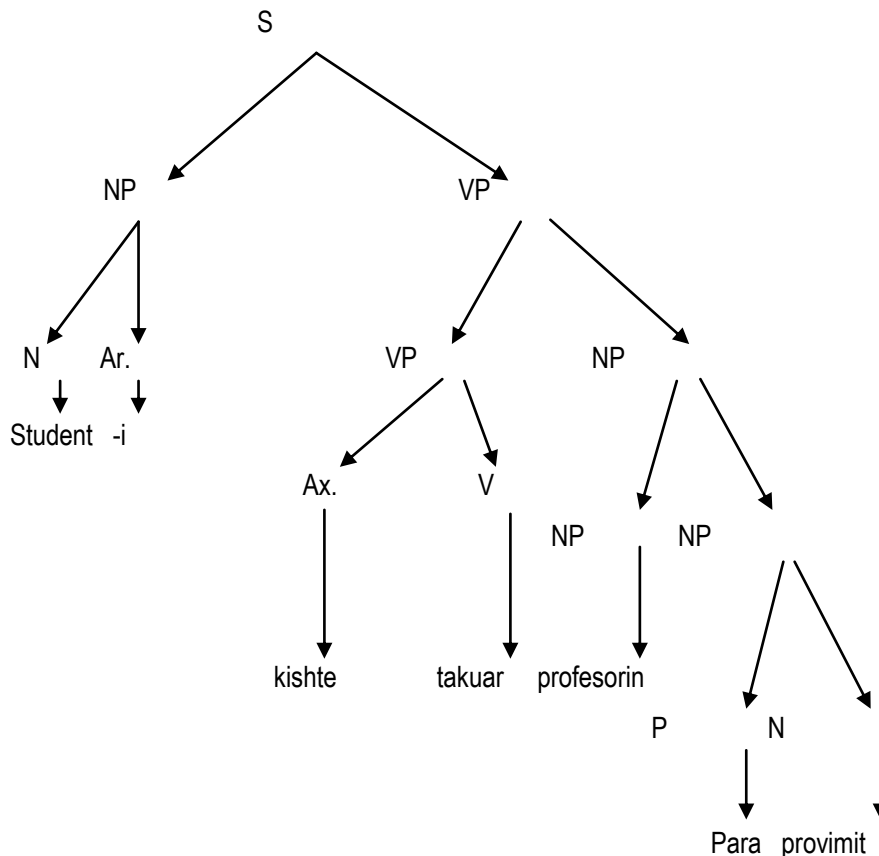 S
NP VP
N Ar. VP NP
Student -i
Ax. V
NP NP
kishte takuar profesorin
P N
Para provimit